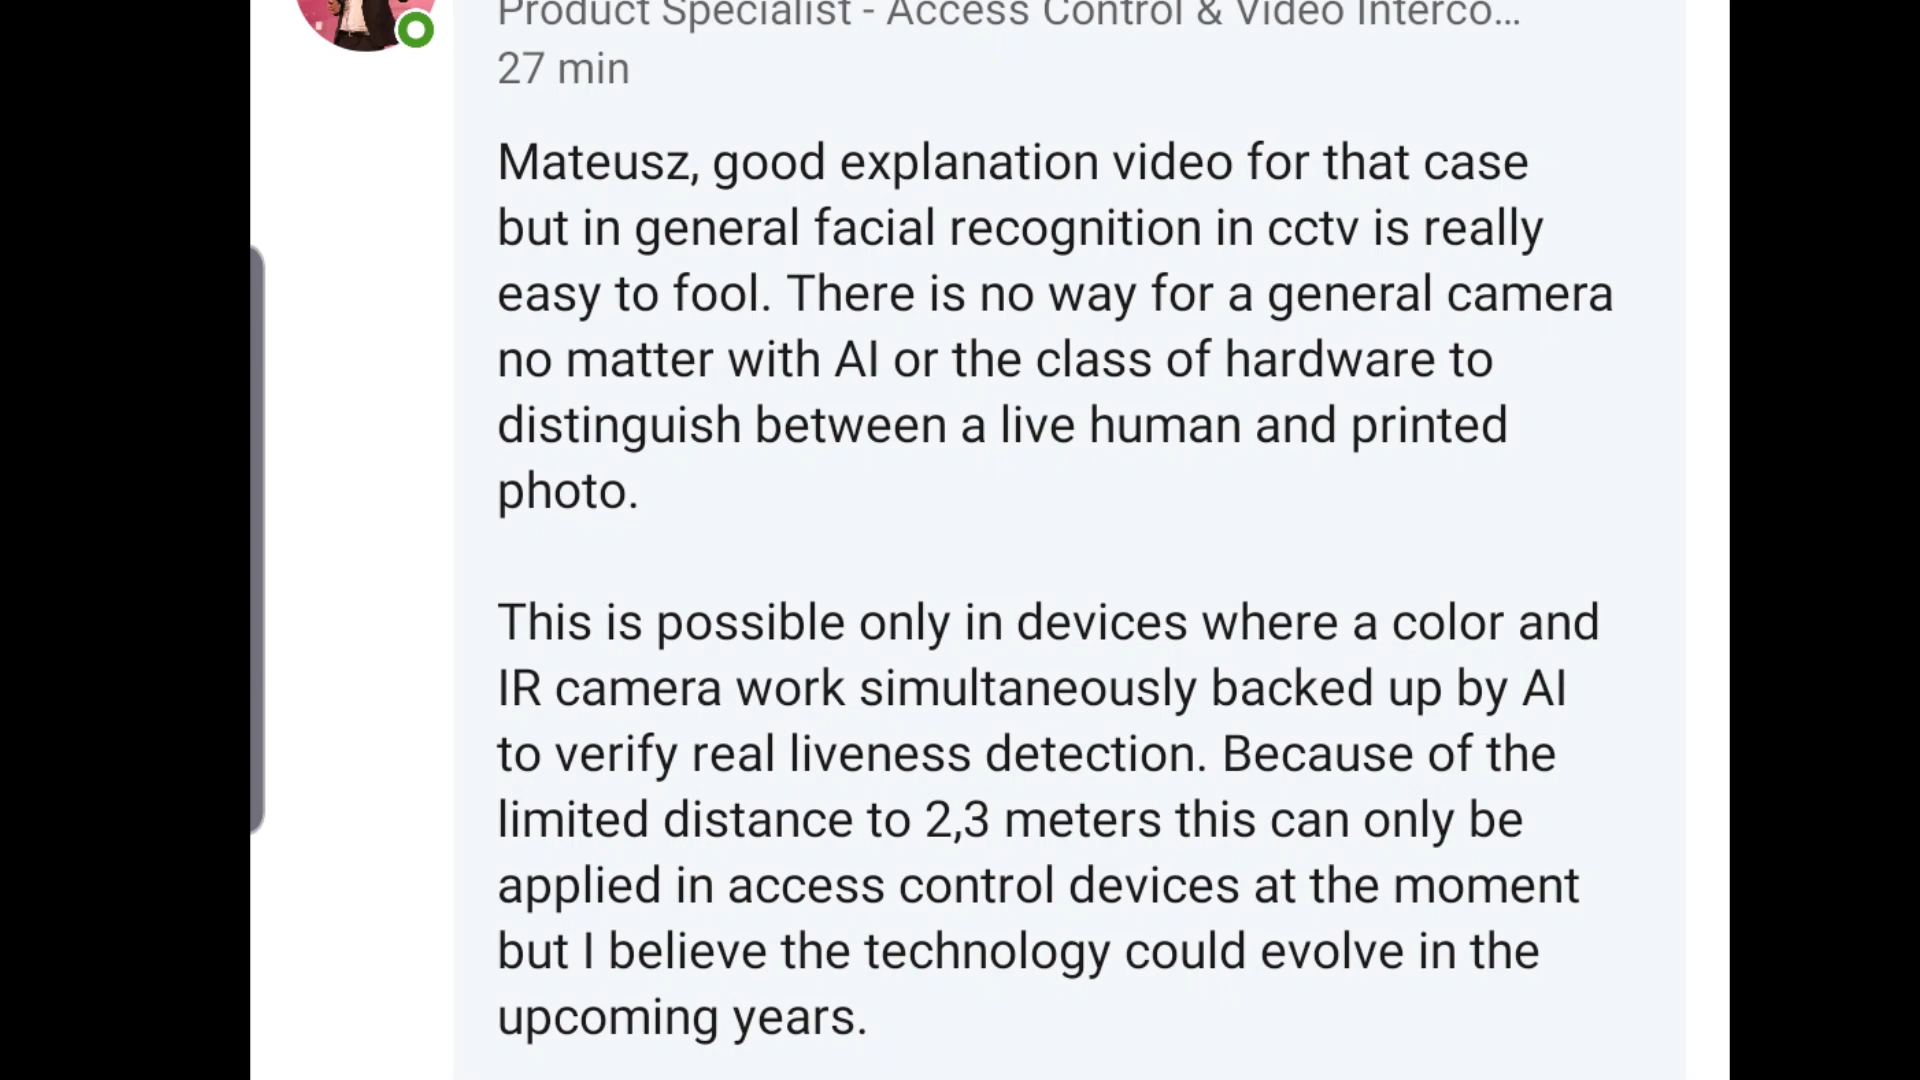 Product Specialist - Access Control & Video Interco...
27 min
Mateusz, good explanation video for that case
but in general facial recognition in cctv is really
easy to fool. There is no way for a general camera
no matter with AI or the class of hardware to
distinguish between a live human and printed
photo.
This is possible only in devices where a color and
IR camera work simultaneously backed up by AI
to verify real liveness detection. Because of the
limited distance to 2,3 meters this can only be
applied in access control devices at the moment
but I believe the technology could evolve in the
upcoming years.